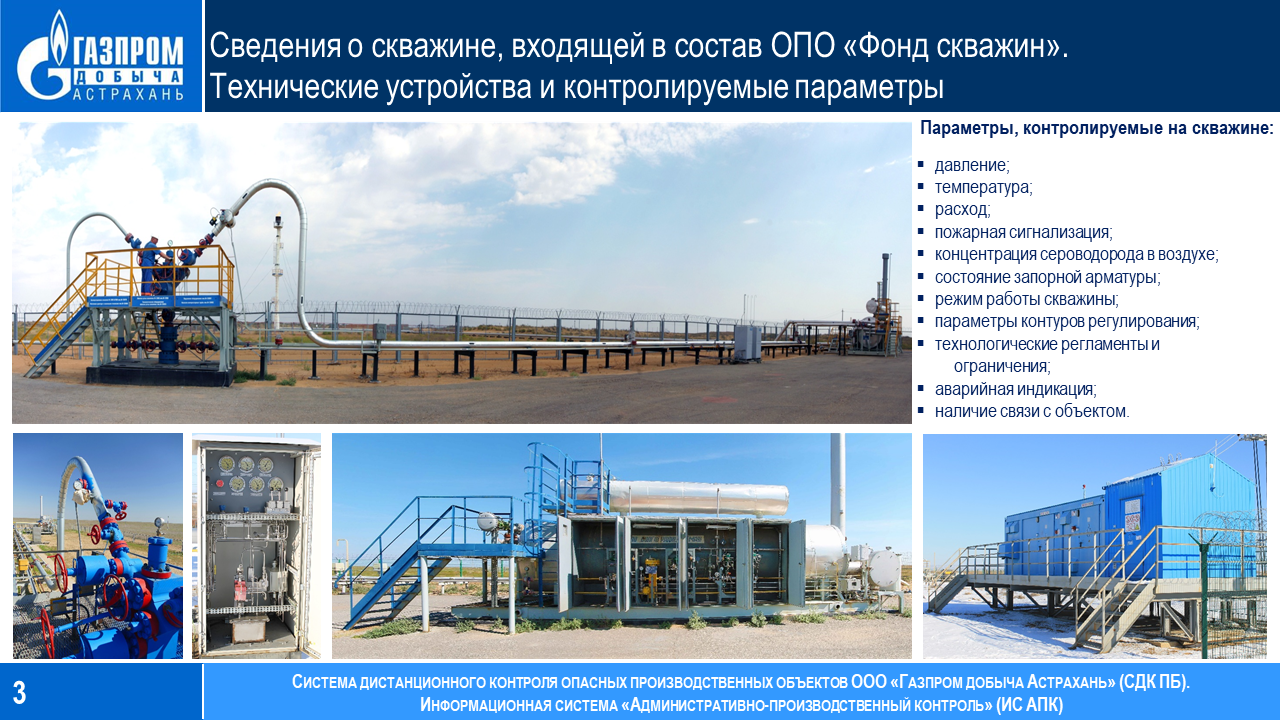 ГАЗПРОМ
ДОБЫЧА
АСТРАХАНЬ
Сведения о скважине, входящей в состав ОПО «Фонд скважин».
Технические устройства и контролируемые параметры
Параметры, контролируемые на скважине:
▪ давление;
▪ температура;
▪ расход;
▪ пожарная сигнализация;
▪ концентрация сероводорода в воздухе;
▪ состояние запорной арматуры;
▪ режим работы скважины;
▪ параметры контуров регулирования;
▪ технологические регламенты и
ограничения;
▪ аварийная индикация;
▪ наличие связи с объектом.
3
СИСТЕМА ДИСТАНЦИОННОГО КОНТРОЛЯ ОПАСНЫХ ПРОИЗВОДСТВЕННЫХ ОБЪЕКТОВ ООО «ГАЗПРОМ ДОБЫЧА АСТРАХАНЬ» (СДК ПБ).
ИНФОРМАЦИОННАЯ СИСТЕМА «АДМИНИСТРАТИВНО-ПРОИЗВОДСТВЕННЫЙ КОНТРОЛЬ» (ИС АПК)